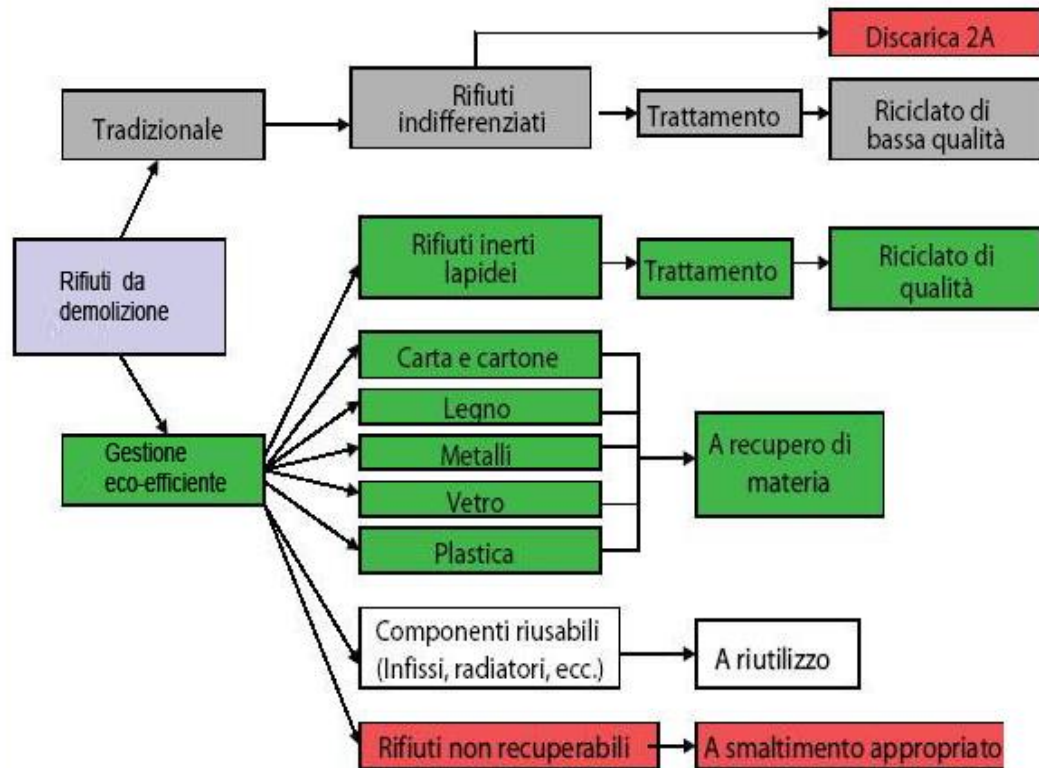 Discarica 2A
Rifiuti
indifferenziati
Tradizionale
Trattamento
Riciclato di
bassa qualità
Rifiuti da
demolizione
Rifiuti inerti
lapidei
Trattamento
Riciclato di
qualità
Carta e cartone
Legno
Metalli
Vetro
Plastica
A recupero di
materia
Gestione
eco-efficiente
Componenti riusabili
(Infissi, radiatori, ecc.)
A riutilizzo
Rifiuti non recuperabili
A smaltimento appropriato